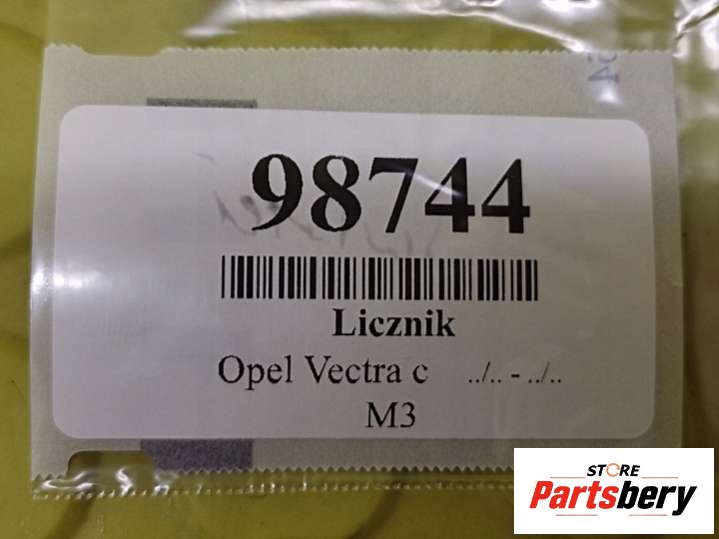 98744
Licznik
Opel Vectra c ../.. - ../..
M3
STORE
Partsbery